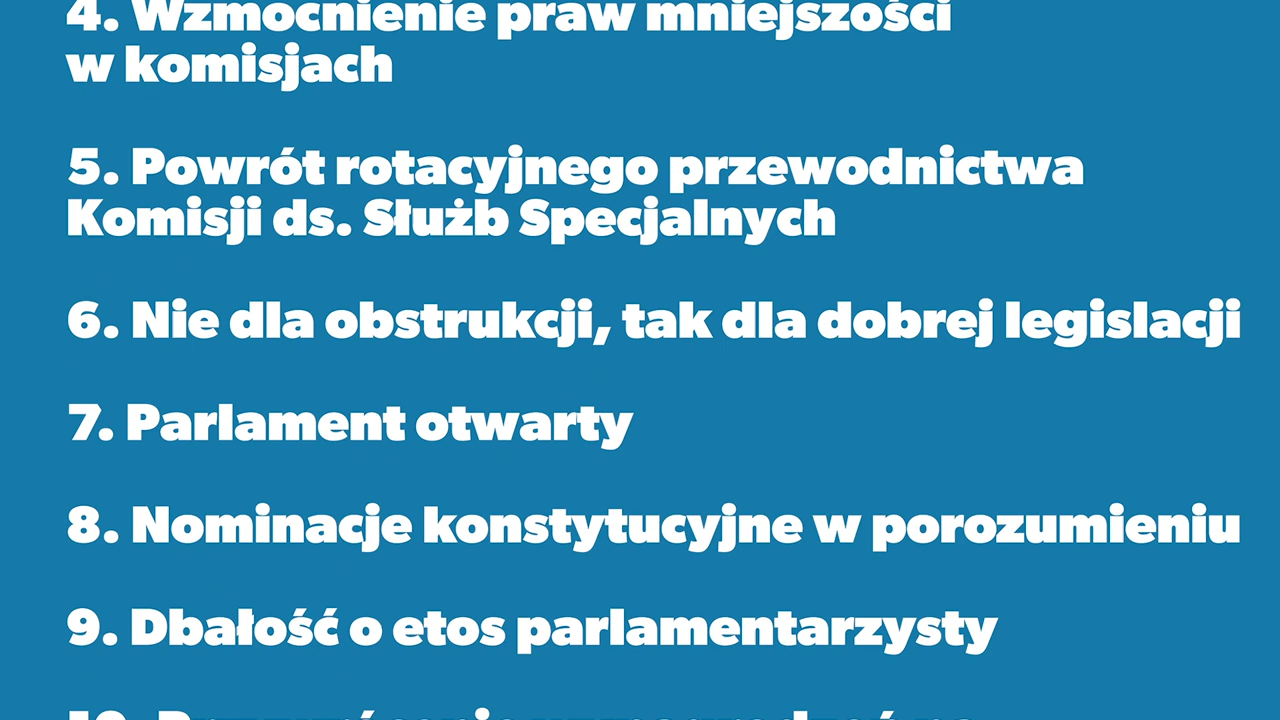 4. Wzmocnienie praw mniejszości
w komisjach
5. Powrót rotacyjnego przewodnictwa
Komisji ds. Służb Specjalnych
6. Nie dla obstrukcji, tak dla dobrej legislacji
7. Parlament otwarty
8. Nominacje konstytucyjne w porozumieniu
9. Dbałość o etos parlamentarzysty
10.